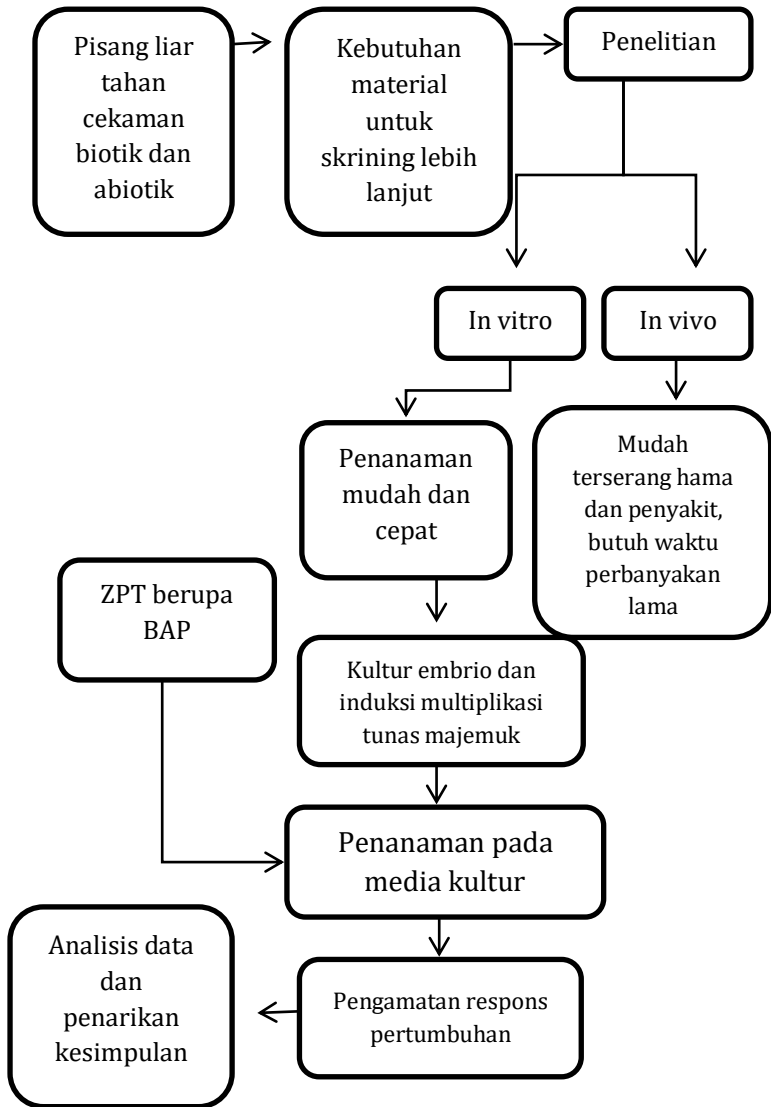 Pisang liar
tahan
cekaman
biotik dan
abiotik
Kebutuhan
material
untuk
skrining lebih
lanjut
Penelitian
In vitro
In vivo
Penanaman
mudah dan
cepat
Mudah
terserang hama
dan penyakit,
butuh waktu
perbanyakan
lama
ZPT berupa
BAP
Kultur embrio dan
induksi multiplikasi
tunas majemuk
Penanaman pada
media kultur
Analisis data
dan
penarikan
kesimpulan
Pengamatan respons
pertumbuhan